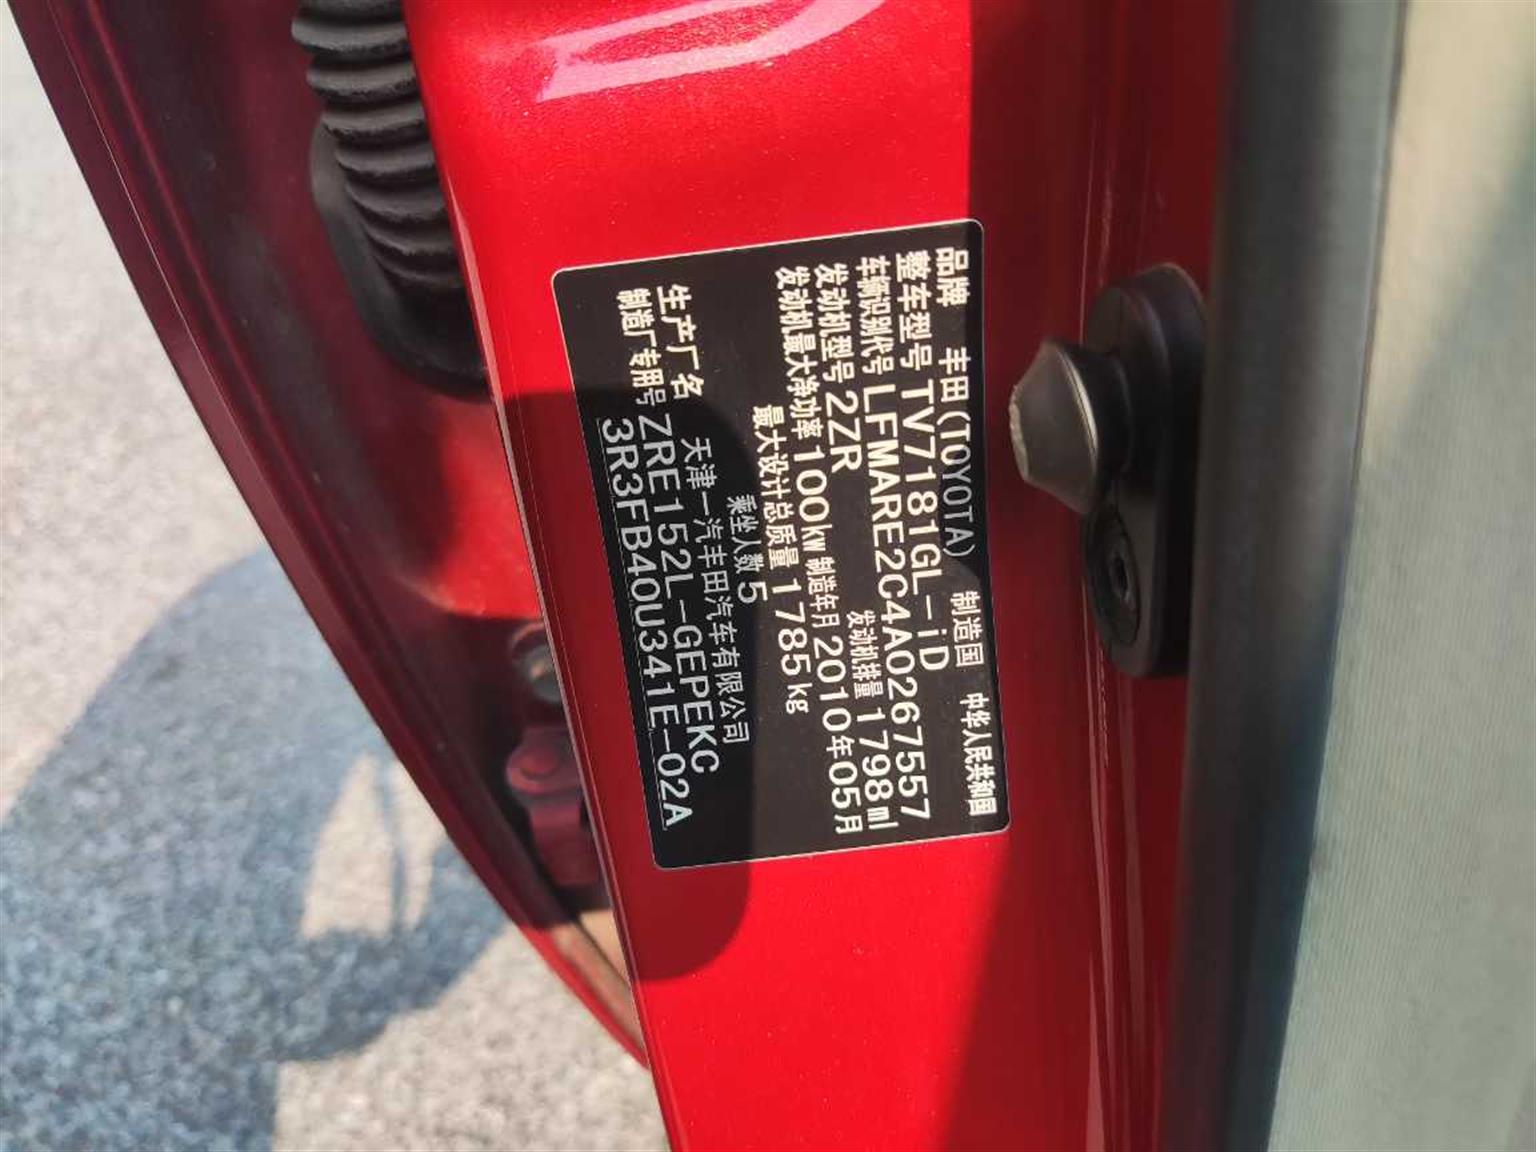 品牌 丰田(TOYOTA) 制造国 中华人民共和国
整车型号 TV7181GL-iD
车辆识别代号 LFMARE2C4A0267557
发动机型号 2ZR 发动机排量 1798ml
发动机最大净功率 100kW 制造年月 2010年05月
最大设计总质量 1785kg
乘坐人数 5
生产厂名 天津一汽丰田汽车有限公司
制造厂专用号 ZRE152L-GEPEKC
3R3FB40U341E-02A